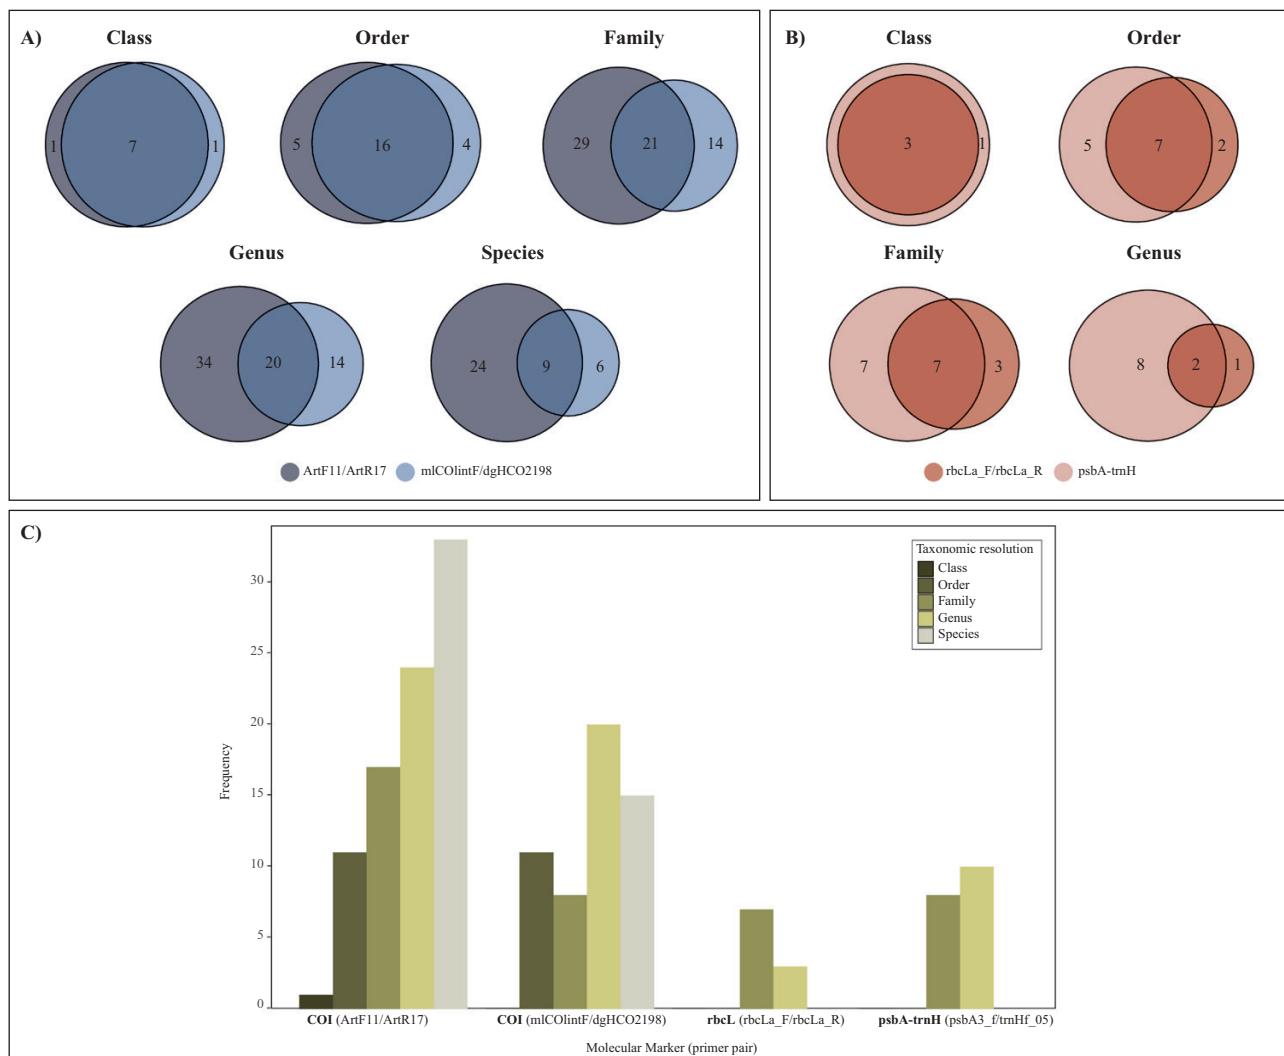 A)
Class
Order
Family
1
7
1
5
16
4
29
21
14
Genus
Species
34
20
14
24
9
6
ArtF11/ArtR17
mlCOlintF/dgHCO2198
B)
Class
Order
3
1
5
7
2
Family
Genus
7
7
3
8
2
1
rbcLa_F/rbcLa_R
psbA-trnH
C)
Taxonomic resolution
Class
Order
Family
Genus
Species
30
25
20
15
10
5
0
Frequency
COI (ArtF11/ArtR17)
COI (mlCOlintF/dgHCO2198)
rbcL (rbcLa_F/rbcLa_R)
psbA-trnH (psbA3_f/trnHf_05)
Molecular Marker (primer pair)